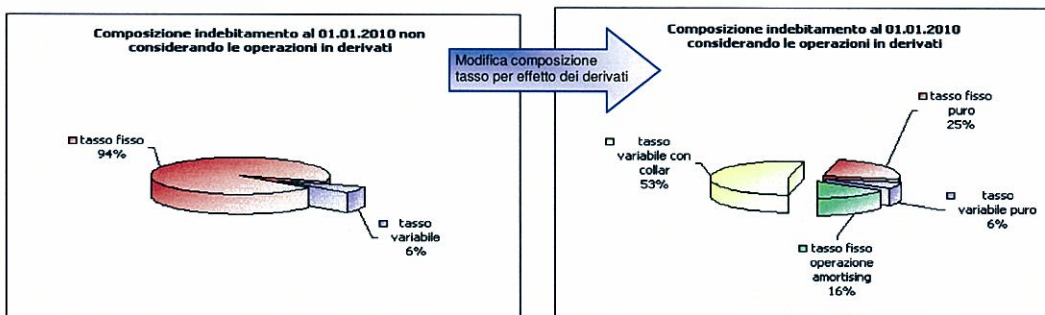 Composizione indebitamento al 01.01.2010 non
considerando le operazioni in derivati
tasso fisso
94%
tasso
variabile
6%
Modifica composizione
tasso per effetto dei derivati
Composizione indebitamento al 01.01.2010
considerando le operazioni in derivati
tasso fisso
puro
25%
tasso
variabile con
collar
53%
tasso
variabile puro
6%
tasso fisso
operazione
amortising
16%